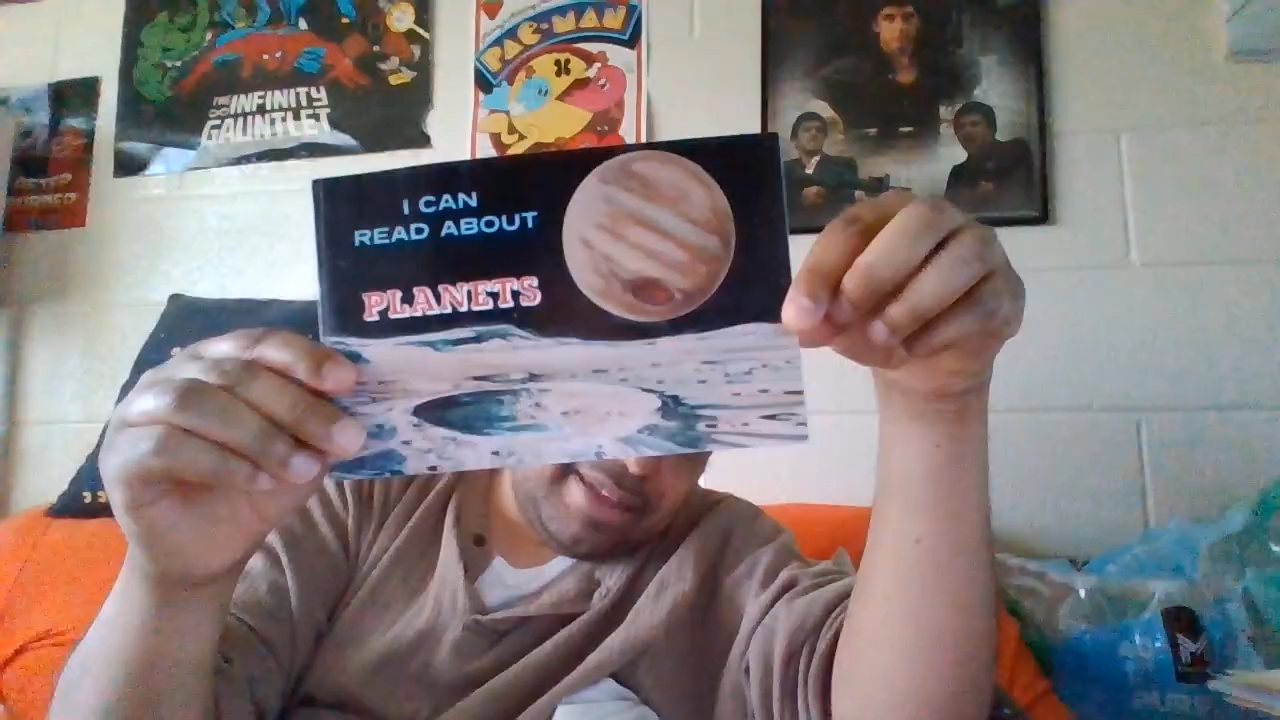 THE
INFINITY
GAUNTLET
PAC-MAN
I CAN
READ ABOUT
PLANETS